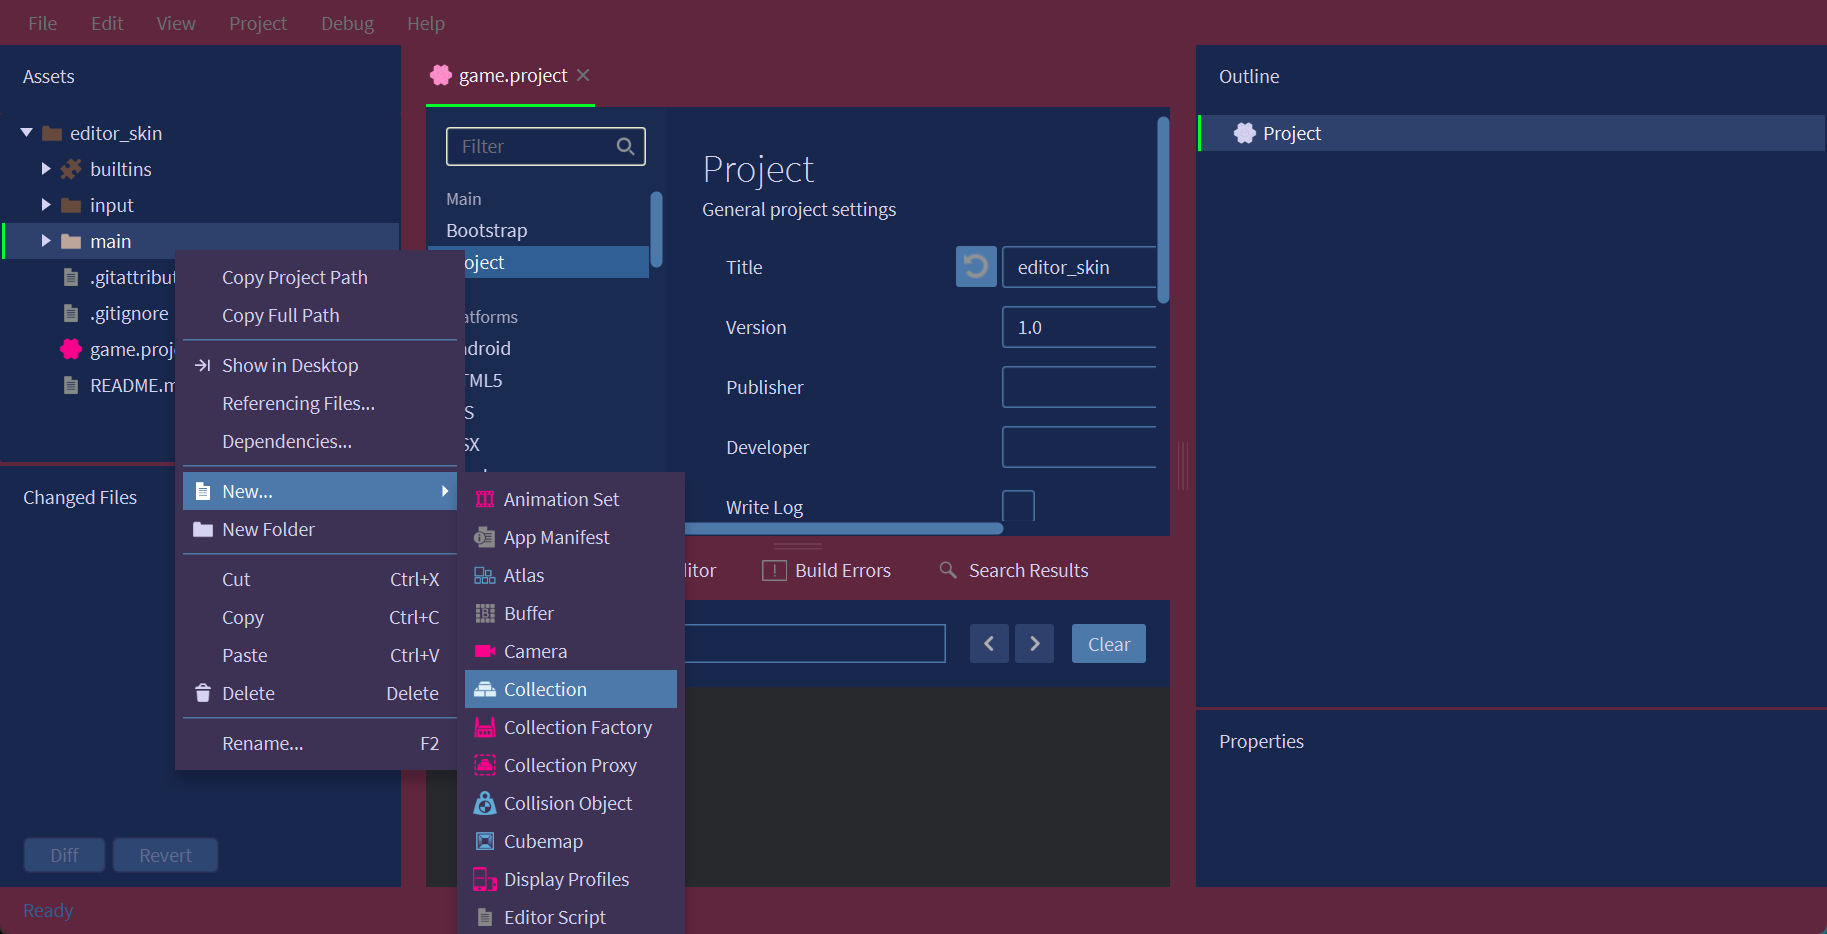 File Edit View Project Debug Help
Assets
editor_skin
builtins
input
main
.gitattribut
.gitignore
game.proj
README.m
Copy Project Path
Copy Full Path
Show in Desktop
Referencing Files...
Dependencies...
New...
New Folder
Cut Ctrl+X
Copy Ctrl+C
Paste Ctrl+V
Delete Delete
Rename... F2
Animation Set
App Manifest
Atlas
Buffer
Camera
Collection
Collection Factory
Collection Proxy
Collision Object
Cubemap
Display Profiles
Editor Script
Changed Files
Diff Revert
Ready
game.project
Filter
Main
Bootstrap
oject
atforms
ndroid
TML5
S
SX
Project
General project settings
Title editor_skin
Version 1.0
Publisher
Developer
Write Log
litor Build Errors Search Results
Clear
Outline
Project
Properties